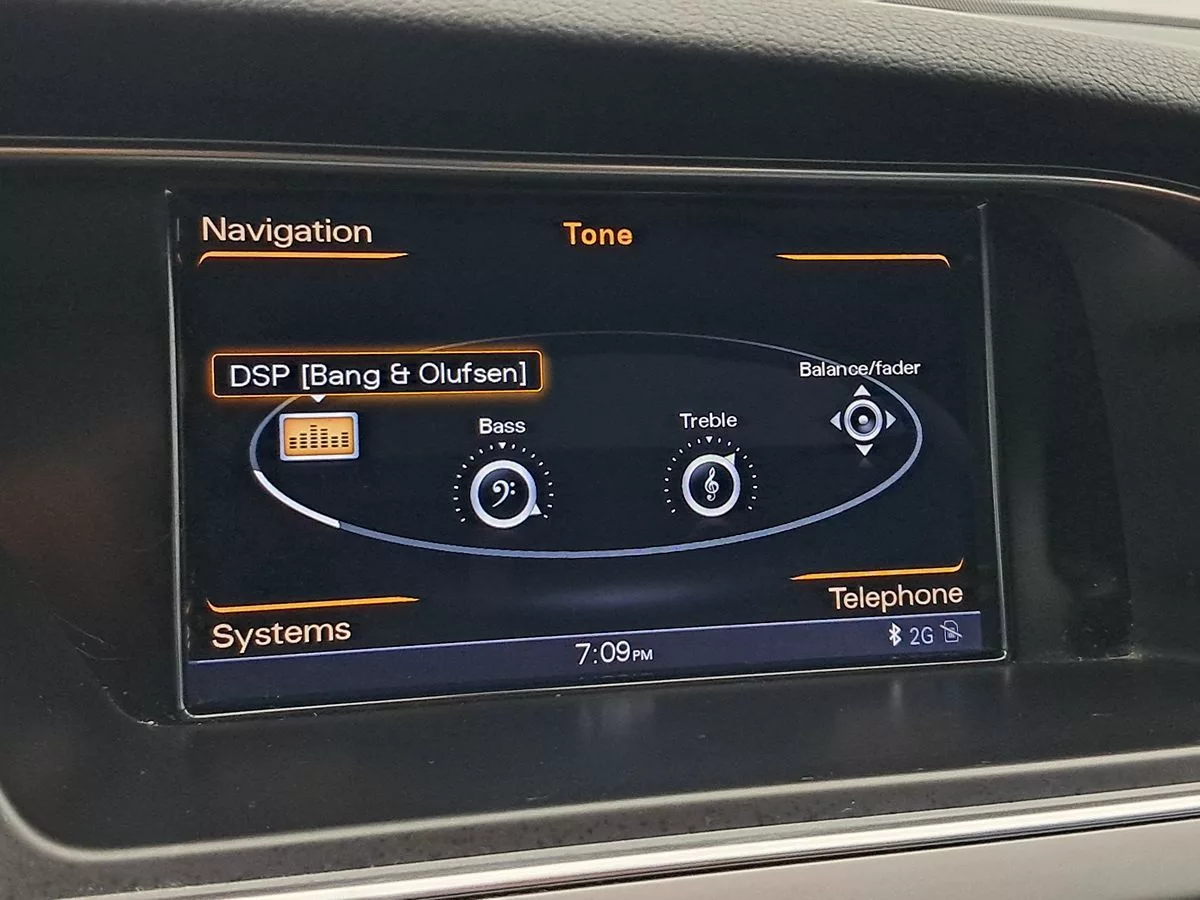 Navigation
Tone
DSP [Bang & Olufsen]
Balance/fader
Bass
Treble
Telephone
Systems
7:09PM
2G